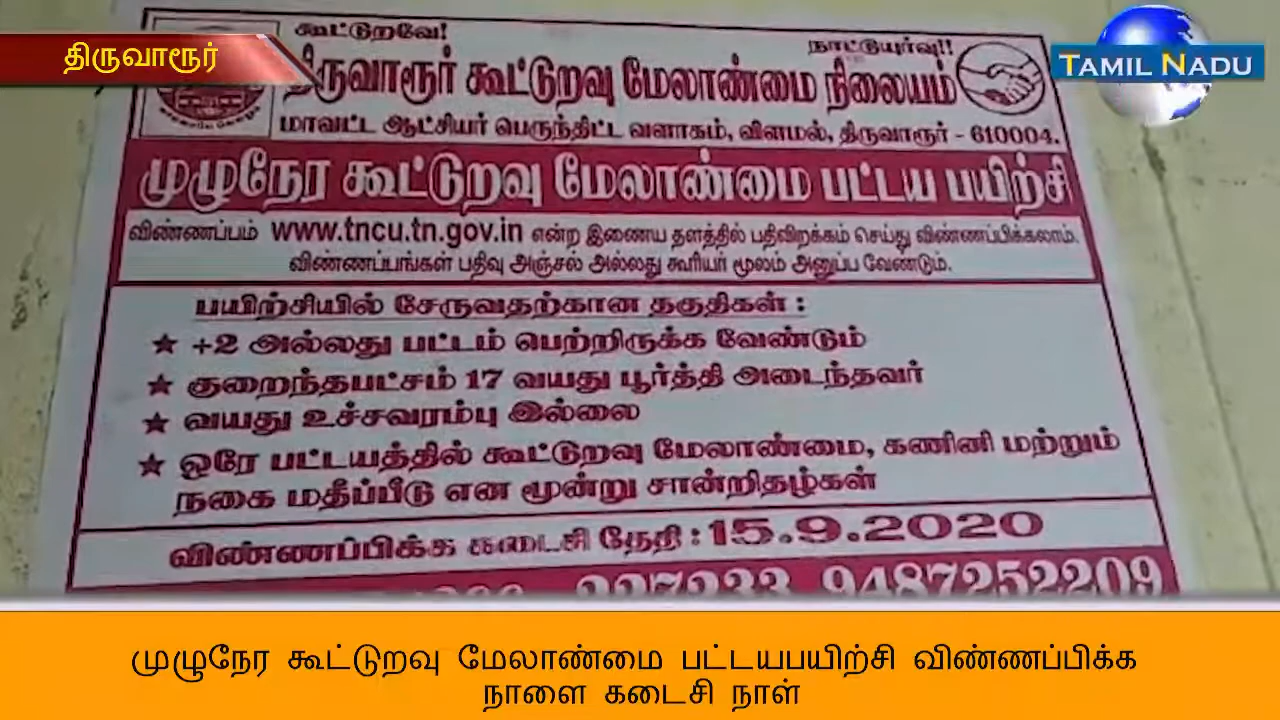 திருவாரூர்
TAMIL NADU
கூட்டுறவே!
நாட்டுயர்வு!!
திருவாரூர் கூட்டுறவு மேலாண்மை நிலையம்
மாவட்ட ஆட்சியர் பெருந்திட்ட வளாகம், விளமல், திருவாரூர் - 610004.
முழுநேர கூட்டுறவு மேலாண்மை பட்டய பயிற்சி
விண்ணப்பம் www.tncu.tn.gov.in என்ற இணைய தளத்தில் பதிவிறக்கம் செய்து விண்ணப்பிக்கலாம்.
விண்ணப்பங்கள் பதிவு அஞ்சல் அல்லது கூரியர் மூலம் அனுப்ப வேண்டும்.
பயிற்சியில் சேருவதற்கான தகுதிகள் :
★ +2 அல்லது பட்டம் பெற்றிருக்க வேண்டும்
★ குறைந்தபட்சம் 17 வயது பூர்த்தி அடைந்தவர்
★ வயது உச்சவரம்பு இல்லை
★ ஒரே பட்டயத்தில் கூட்டுறவு மேலாண்மை, கணினி மற்றும்
நகை மதீப்பீடு என மூன்று சான்றிதழ்கள்
விண்ணப்பிக்க கடைசி தேதி : 15.9.2020
227233 9487252209
முழுநேர கூட்டுறவு மேலாண்மை பட்டயபயிற்சி விண்ணப்பிக்க
நாளை கடைசி நாள்